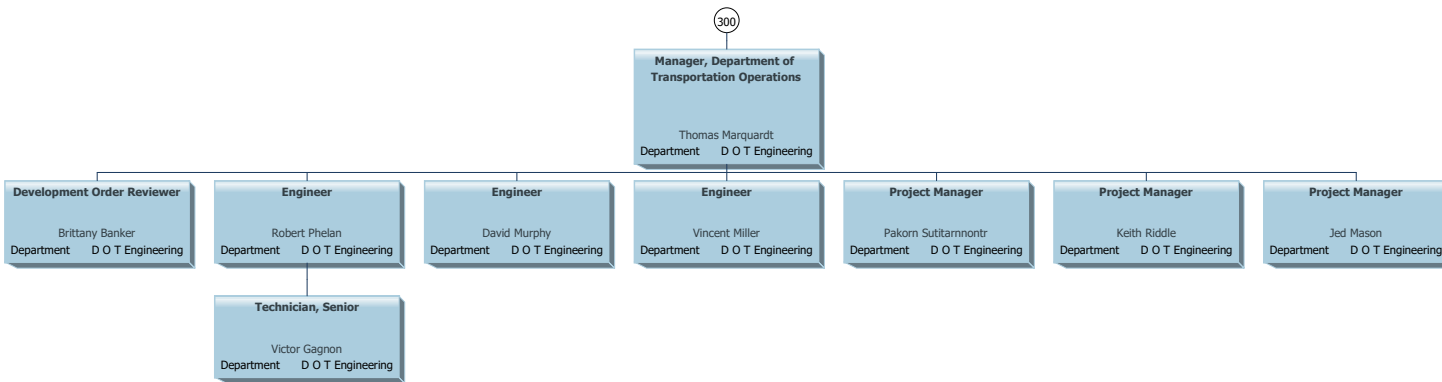 300
Manager, Department of
Transportation Operations
Thomas Marquardt
Department D O T Engineering
Development Order Reviewer
Brittany Banker
Department D O T Engineering
Engineer
Robert Phelan
Department D O T Engineering
Engineer
David Murphy
Department D O T Engineering
Engineer
Vincent Miller
Department D O T Engineering
Project Manager
Pakorn Sutitarnnontr
Department D O T Engineering
Project Manager
Keith Riddle
Department D O T Engineering
Project Manager
Jed Mason
Department D O T Engineering
Technician, Senior
Victor Gagnon
Department D O T Engineering